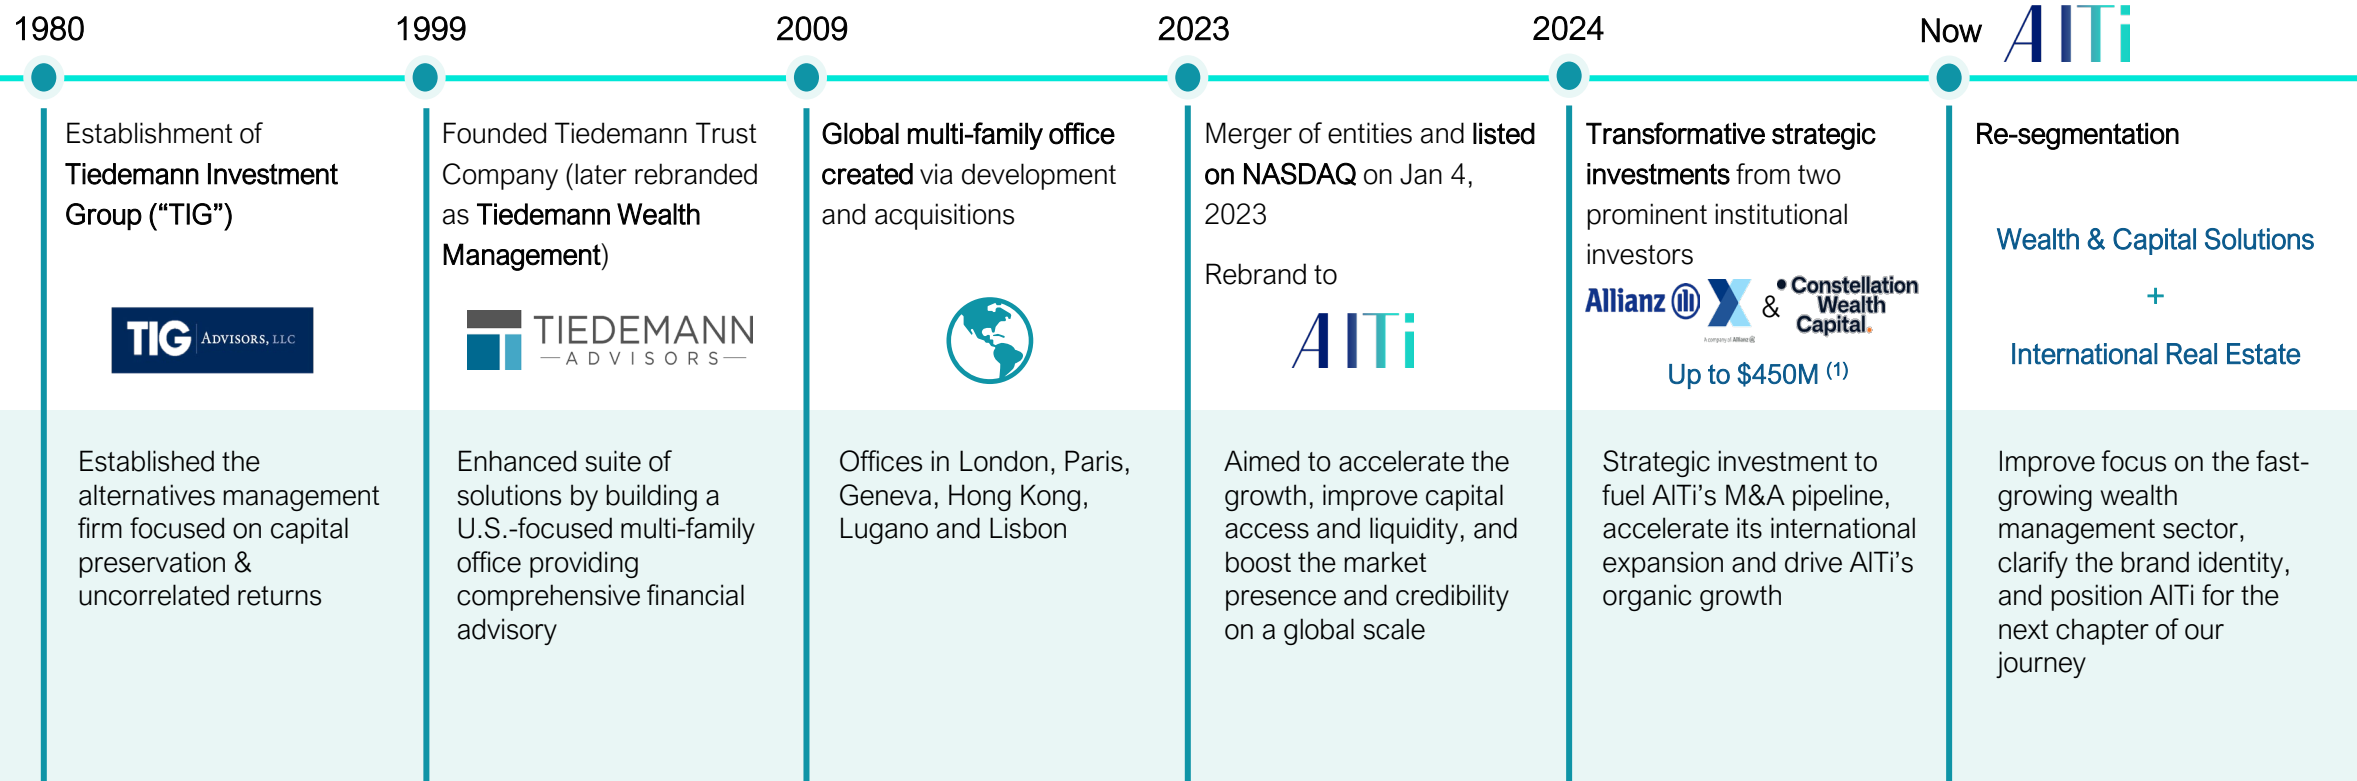 1980
Establishment of
Tiedemann Investment
Group (“TIG”)
TIG ADVISORS, LLC
Established the
alternatives management
firm focused on capital
preservation &
uncorrelated returns
1999
Founded Tiedemann Trust
Company (later rebranded
as Tiedemann Wealth
Management)
TIEDEMANN
ADVISORS
Enhanced suite of
solutions by building a
U.S.-focused multi-family
office providing
comprehensive financial
advisory
2009
Global multi-family office
created via development
and acquisitions
Offices in London, Paris,
Geneva, Hong Kong,
Lugano and Lisbon
2023
Merger of entities and listed
on NASDAQ on Jan 4,
2023
Rebrand to
AlTi
Aimed to accelerate the
growth, improve capital
access and liquidity, and
boost the market
presence and credibility
on a global scale
2024
Transformative strategic
investments from two
prominent institutional
investors
Allianz X
A company of Allianz
&
Constellation
Wealth
Capital.
Up to $450M (1)
Strategic investment to
fuel AlTi’s M&A pipeline,
accelerate its international
expansion and drive AlTi’s
organic growth
Now AlTi
Re-segmentation
Wealth & Capital Solutions
+
International Real Estate
Improve focus on the fast-
growing wealth
management sector,
clarify the brand identity,
and position AlTi for the
next chapter of our
journey